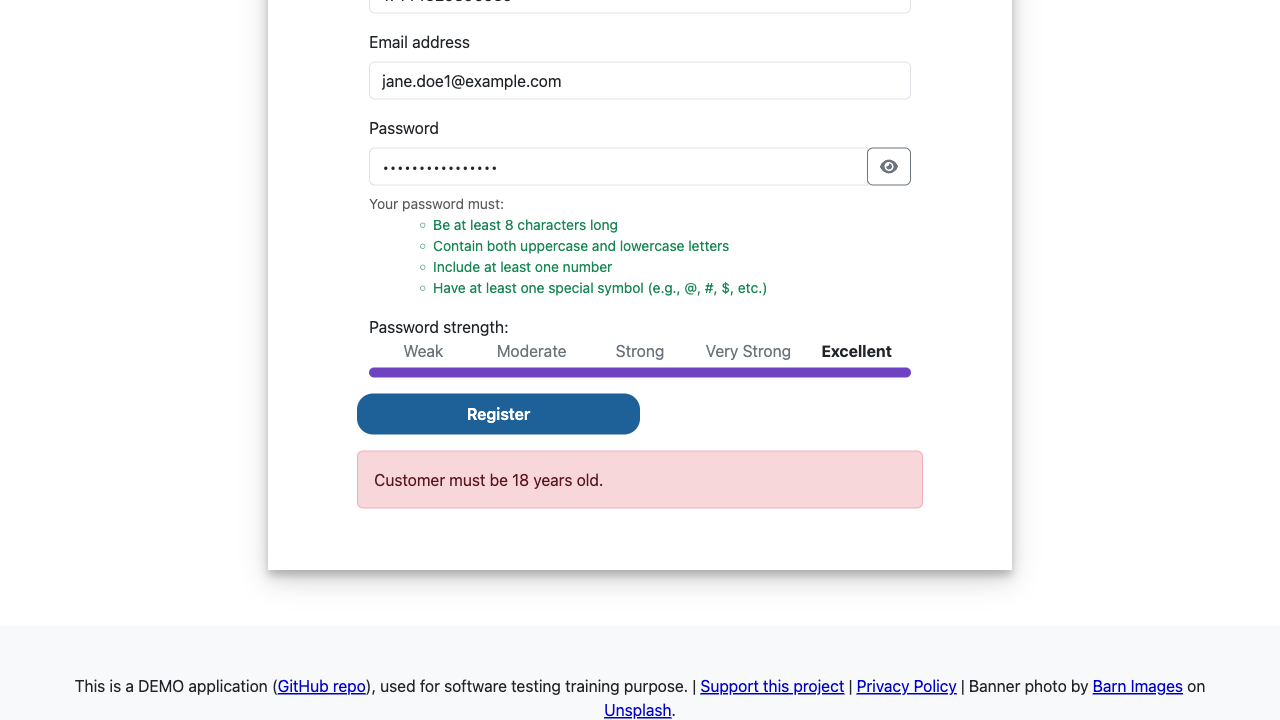 Email address
jane.doe1@example.com
Password
Your password must:
Be at least 8 characters long
Contain both uppercase and lowercase letters
Include at least one number
Have at least one special symbol (e.g., @, #, $, etc.)
Password strength:
Weak Moderate Strong Very Strong Excellent
Register
Customer must be 18 years old.
This is a DEMO application (GitHub repo), used for software testing training purpose. | Support this project | Privacy Policy | Banner photo by Barn Images on
Unsplash.